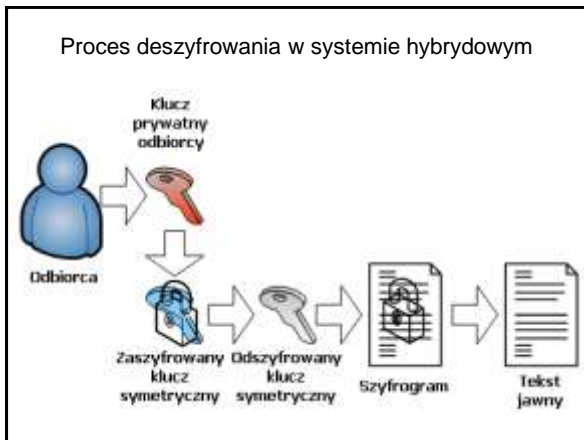 Proces deszyfrowania w systemie hybrydowym
Klucz
prywatny
odbiorcy
Odbiorca
Zaszyfrowany
klucz
symetryczny
Odszyfrowany
klucz
symetryczny
Szyfrogram
Tekst
jawny